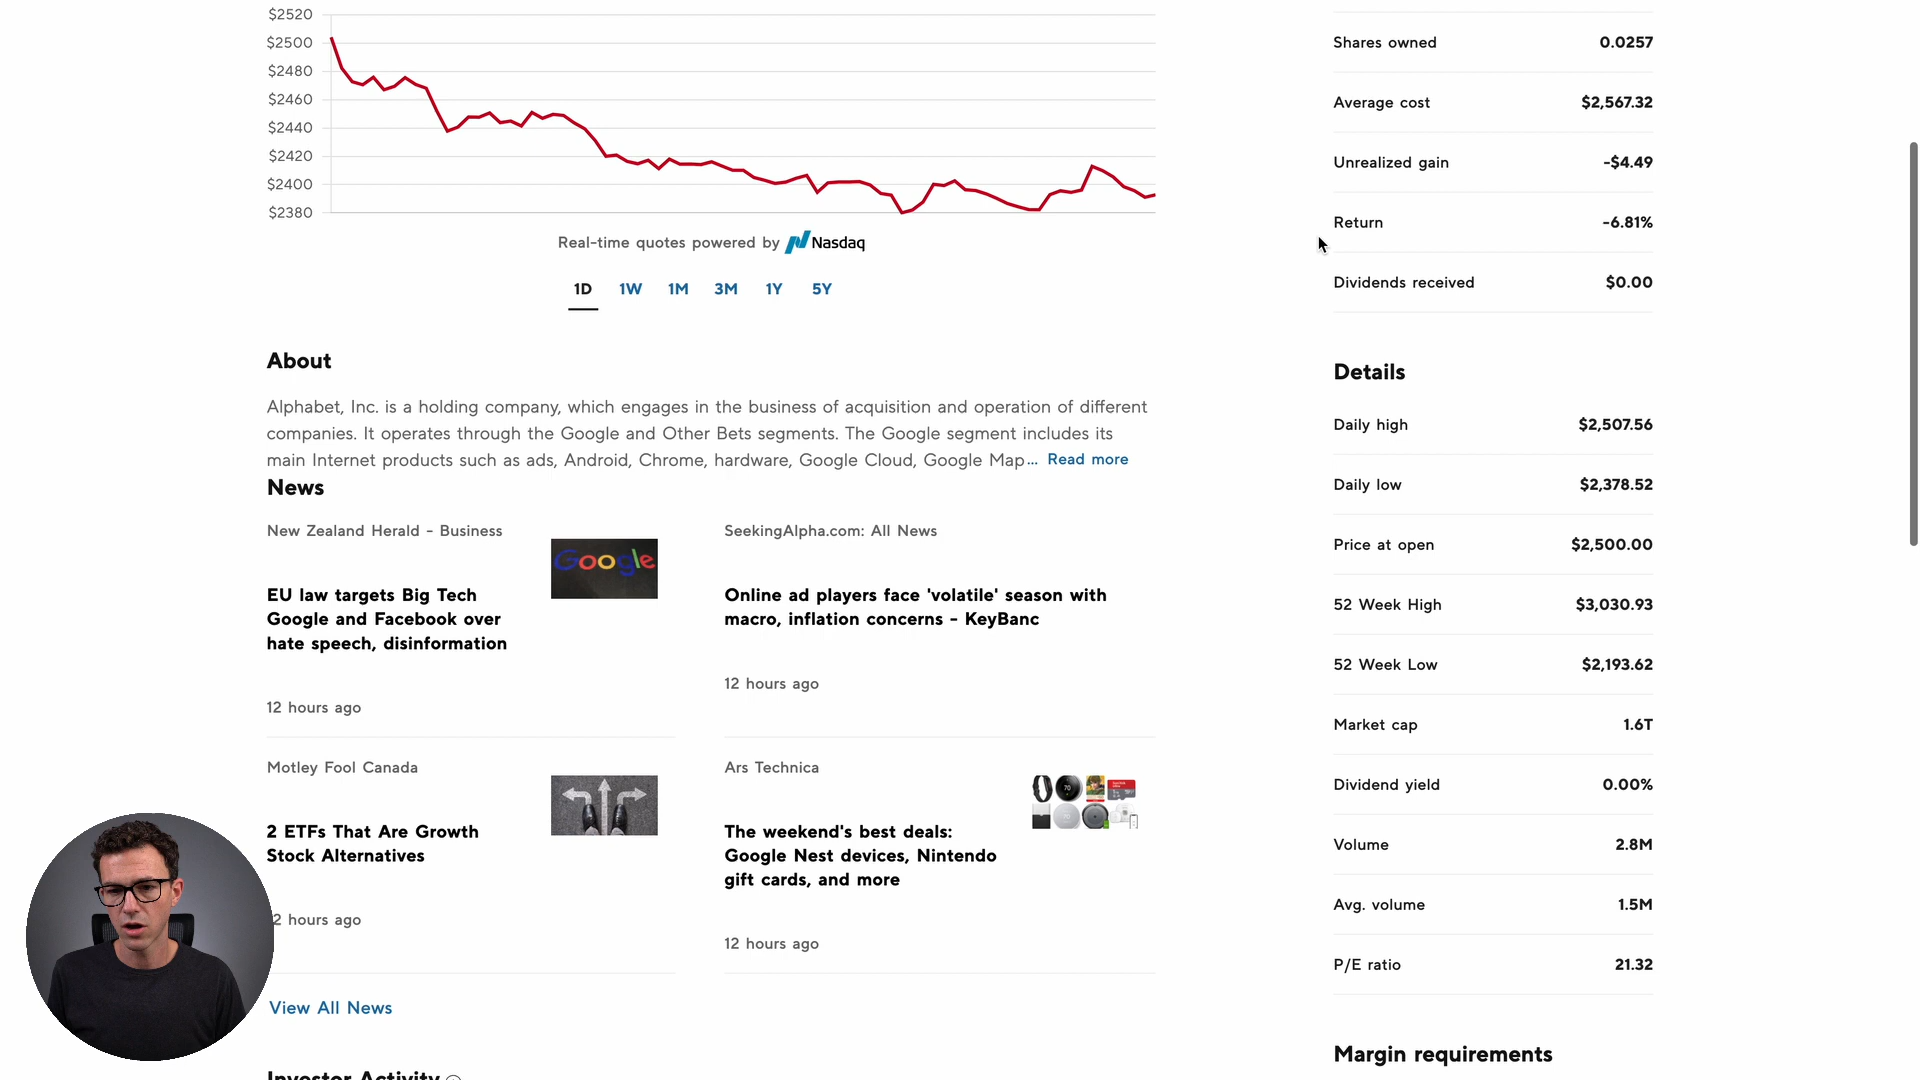 $2520
$2500
$2480
$2460
$2440
$2420
$2400
$2380
Real-time quotes powered by Nasdaq
1D 1W 1M 3M 1Y 5Y
About
Alphabet, Inc. is a holding company, which engages in the business of acquisition and operation of different
companies. It operates through the Google and Other Bets segments. The Google segment includes its
main Internet products such as ads, Android, Chrome, hardware, Google Cloud, Google Map... Read more
News
New Zealand Herald - Business
Google
EU law targets Big Tech
Google and Facebook over
hate speech, disinformation
12 hours ago
SeekingAlpha.com: All News
Online ad players face 'volatile' season with
macro, inflation concerns - KeyBanc
12 hours ago
Motley Fool Canada
2 ETFs That Are Growth
Stock Alternatives
2 hours ago
Ars Technica
The weekend's best deals:
Google Nest devices, Nintendo
gift cards, and more
12 hours ago
View All News
Investor Activity
Shares owned 0.0257
Average cost $2,567.32
Unrealized gain -$4.49
Return -6.81%
Dividends received $0.00
Details
Daily high $2,507.56
Daily low $2,378.52
Price at open $2,500.00
52 Week High $3,030.93
52 Week Low $2,193.62
Market cap 1.6T
Dividend yield 0.00%
Volume 2.8M
Avg. volume 1.5M
P/E ratio 21.32
Margin requirements